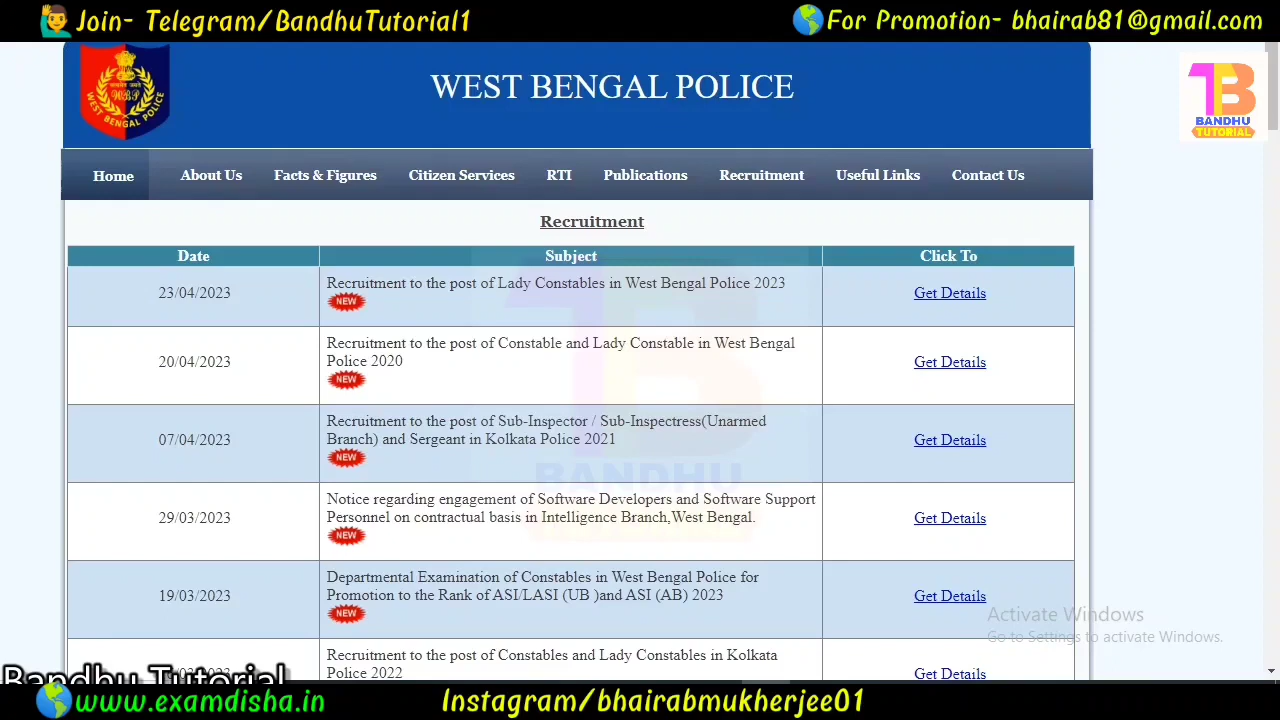 Join- Telegram/BandhuTutorial1
For Promotion- bhairab81@gmail.com
WEST BENGAL POLICE
WBP
WEST BENGAL POLICE
TB
BANDHU
TUTORIAL
Home
About Us
Facts & Figures
Citizen Services
RTI
Publications
Recruitment
Useful Links
Contact Us
Recruitment
Date
Subject
Click To
23/04/2023
Recruitment to the post of Lady Constables in West Bengal Police 2023
NEW
Get Details
20/04/2023
Recruitment to the post of Constable and Lady Constable in West Bengal
Police 2020
NEW
Get Details
07/04/2023
Recruitment to the post of Sub-Inspector / Sub-Inspectress(Unarmed
Branch) and Sergeant in Kolkata Police 2021
NEW
Get Details
29/03/2023
Notice regarding engagement of Software Developers and Software Support
Personnel on contractual basis in Intelligence Branch,West Bengal.
NEW
Get Details
19/03/2023
Departmental Examination of Constables in West Bengal Police for
Promotion to the Rank of ASI/LASI (UB )and ASI (AB) 2023
NEW
Get Details
Recruitment to the post of Constables and Lady Constables in Kolkata
Police 2022
Get Details
BANDHU
Activate Windows
Go to Settings to activate Windows.
Bandhu Tutorial
www.examdisha.in
Instagram/bhairabmukherjee01